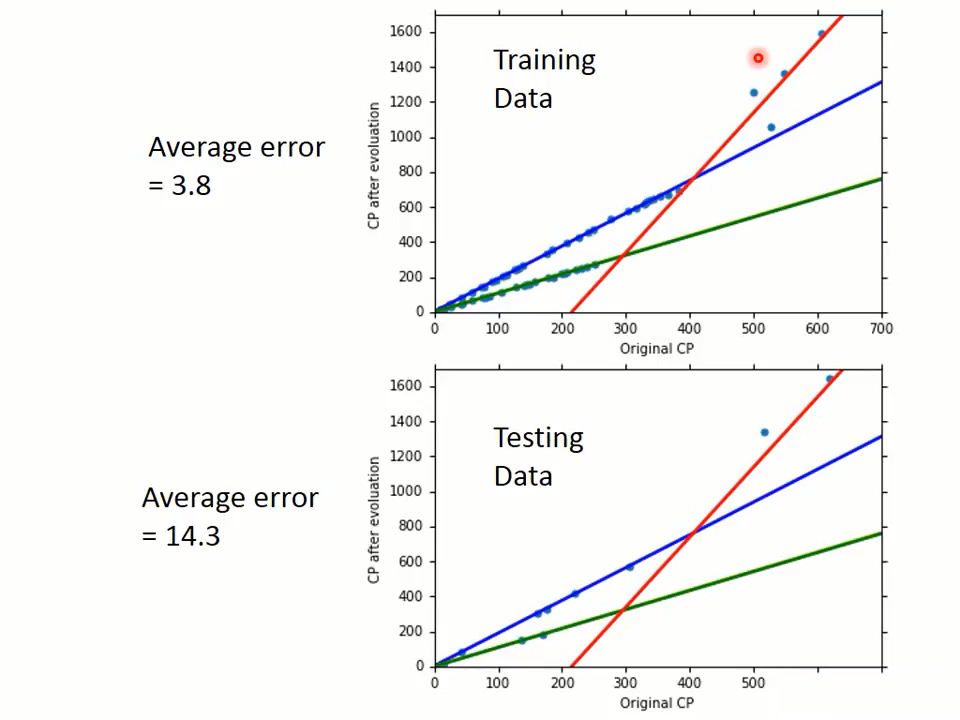 Training
Data
Average error
= 3.8
CP after evoluation
1600
1400
1200
1000
800
600
400
200
0
0 100 200 300 400 500 600 700
Original CP
Testing
Data
Average error
= 14.3
CP after evoluation
1600
1400
1200
1000
800
600
400
200
0
0 100 200 300 400 500
Original CP